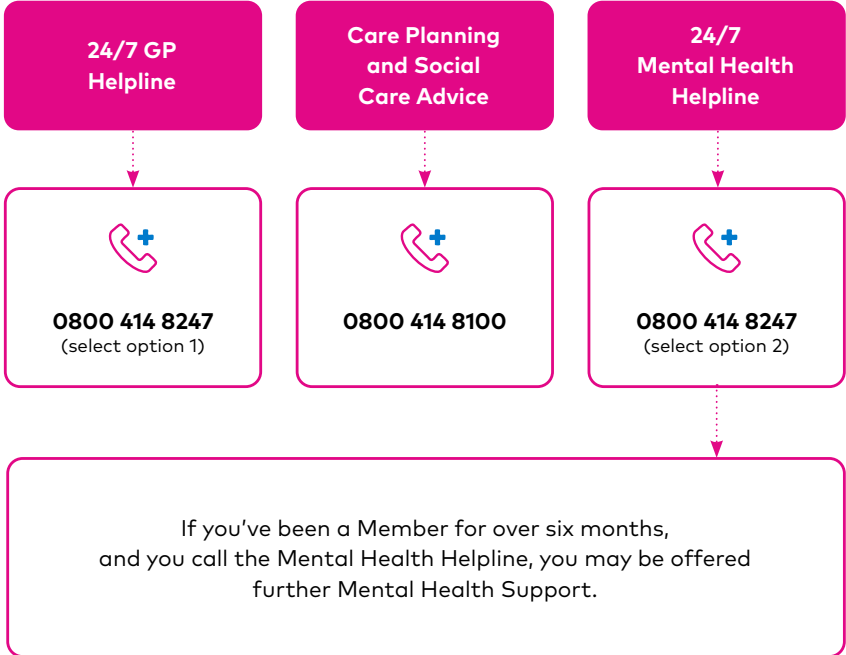 24/7 GP
Helpline
Care Planning
and Social
Care Advice
24/7
Mental Health
Helpline
0800 414 8247
(select option 1)
0800 414 8100
0800 414 8247
(select option 2)
If you’ve been a Member for over six months,
and you call the Mental Health Helpline, you may be offered
further Mental Health Support.